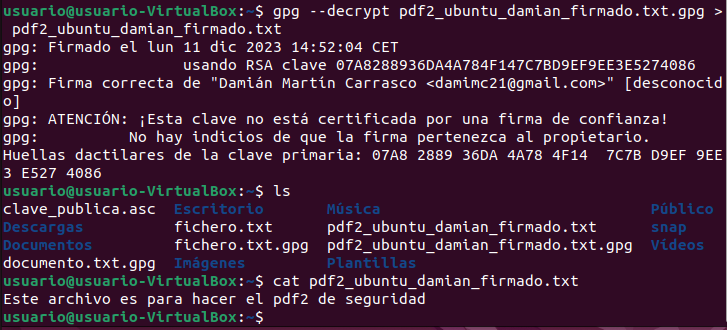 usuario@usuario-VirtualBox:~$ gpg --decrypt pdf2_ubuntu_damian_firmado.txt.gpg >
 pdf2_ubuntu_damian_firmado.txt
gpg: Firmado el lun 11 dic 2023 14:52:04 CET
gpg:                usando RSA clave 07A8288936DA4A784F147C7BD9EF9EE3E5274086
gpg: Firma correcta de "Damián Martín Carrasco <damimc21@gmail.com>" [desconocid
o]
gpg: ATENCIÓN: ¡Esta clave no está certificada por una firma de confianza!
gpg:          No hay indicios de que la firma pertenezca al propietario.
Huellas dactilares de la clave primaria: 07A8 2889 36DA 4A78 4F14  7C7B D9EF 9EE
3 E527 4086
usuario@usuario-VirtualBox:~$ ls
clave_publica.asc  Escritorio       Música                              Público
Descargas          fichero.txt      pdf2_ubuntu_damian_firmado.txt      snap
Documentos         fichero.txt.gpg  pdf2_ubuntu_damian_firmado.txt.gpg  Vídeos
documento.txt.gpg  Imágenes         Plantillas
usuario@usuario-VirtualBox:~$ cat pdf2_ubuntu_damian_firmado.txt
Este archivo es para hacer el pdf2 de seguridad
usuario@usuario-VirtualBox:~$